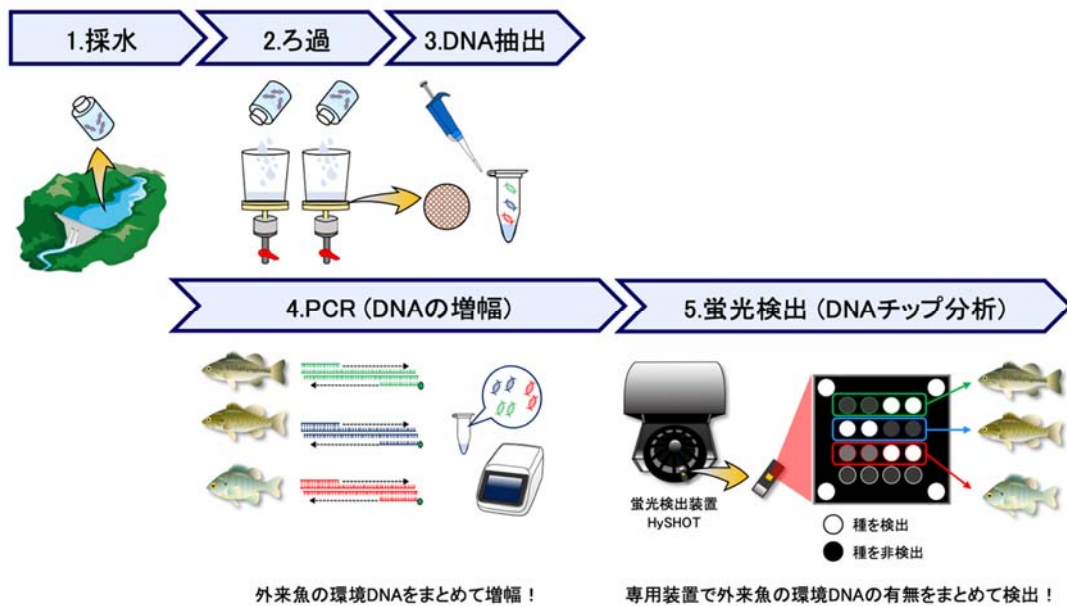 1.採水
2.ろ過
3.DNA抽出
4.PCR (DNAの増幅)
5.蛍光検出 (DNAチップ分析)
蛍光検出装置
HySHOT
種を検出
種を非検出
外来魚の環境DNAをまとめて増幅！
専用装置で外来魚の環境DNAの有無をまとめて検出！